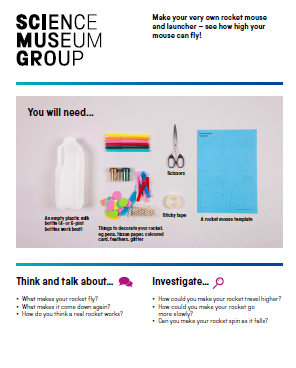 SCIENCE
MUSEUM
GROUP
Make your very own rocket mouse
and launcher – see how high your
mouse can fly!
You will need...
Scissors
An empty plastic milk
bottle (4- or 6-pint
bottles work best)
Things to decorate your rocket,
eg pens, tissue paper, coloured
card, feathers, glitter
Sticky tape
A rocket mouse template
Think and talk about...
• What makes your rocket fly?
• What makes it come down again?
• How do you think a real rocket works?
Investigate...
• How could you make your rocket travel higher?
• How could you make your rocket go
more slowly?
• Can you make your rocket spin as it falls?